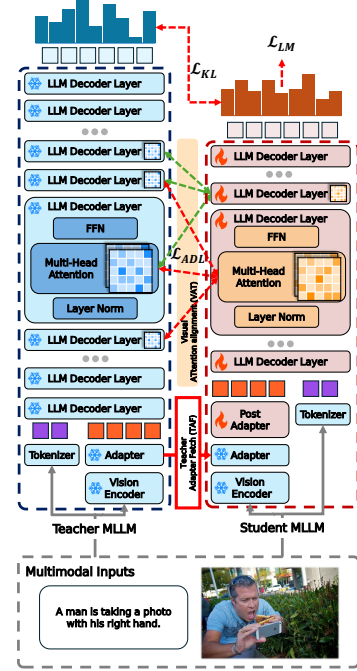 𝓛KL
𝓛LM
LLM Decoder Layer
LLM Decoder Layer
LLM Decoder Layer
LLM Decoder Layer
LLM Decoder Layer
FFN
Multi-Head
Attention
Layer Norm
LLM Decoder Layer
LLM Decoder Layer
LLM Decoder Layer
Tokenizer
Adapter
Vision
Encoder
Teacher MLLM
𝓛ADL
Visual
Attention alignment(VAT)
Teacher
Adapter Fetch (TAF)
LLM Decoder Layer
LLM Decoder Layer
LLM Decoder Layer
FFN
Multi-Head
Attention
Layer Norm
LLM Decoder Layer
Post
Adapter
Tokenizer
Adapter
Vision
Encoder
Student MLLM
Multimodal Inputs
A man is taking a photo
with his right hand.